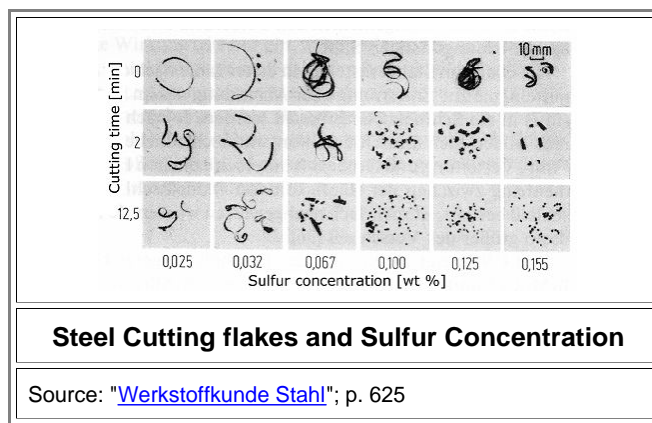 10 mm
Cutting time [min]
0
2
12,5
0,025 0,032 0,067 0,100 0,125 0,155
Sulfur concentration [wt %]
Steel Cutting flakes and Sulfur Concentration
Source: "Werkstoffkunde Stahl"; p. 625